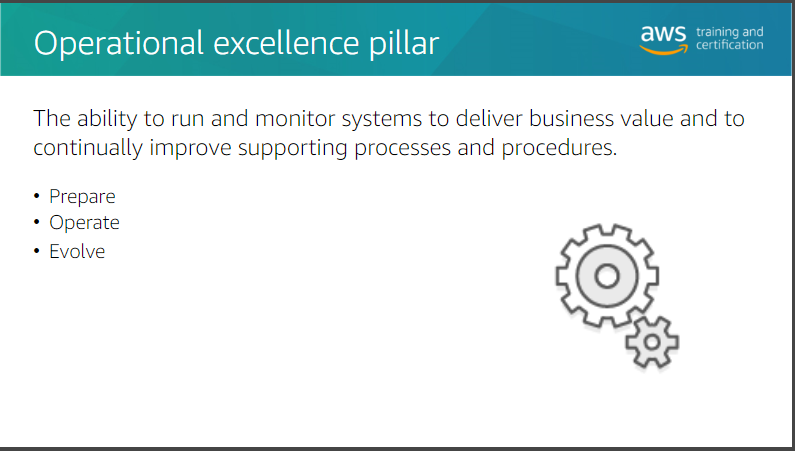 Operational excellence pillar
aws training and
certification
The ability to run and monitor systems to deliver business value and to
continually improve supporting processes and procedures.
• Prepare
• Operate
• Evolve